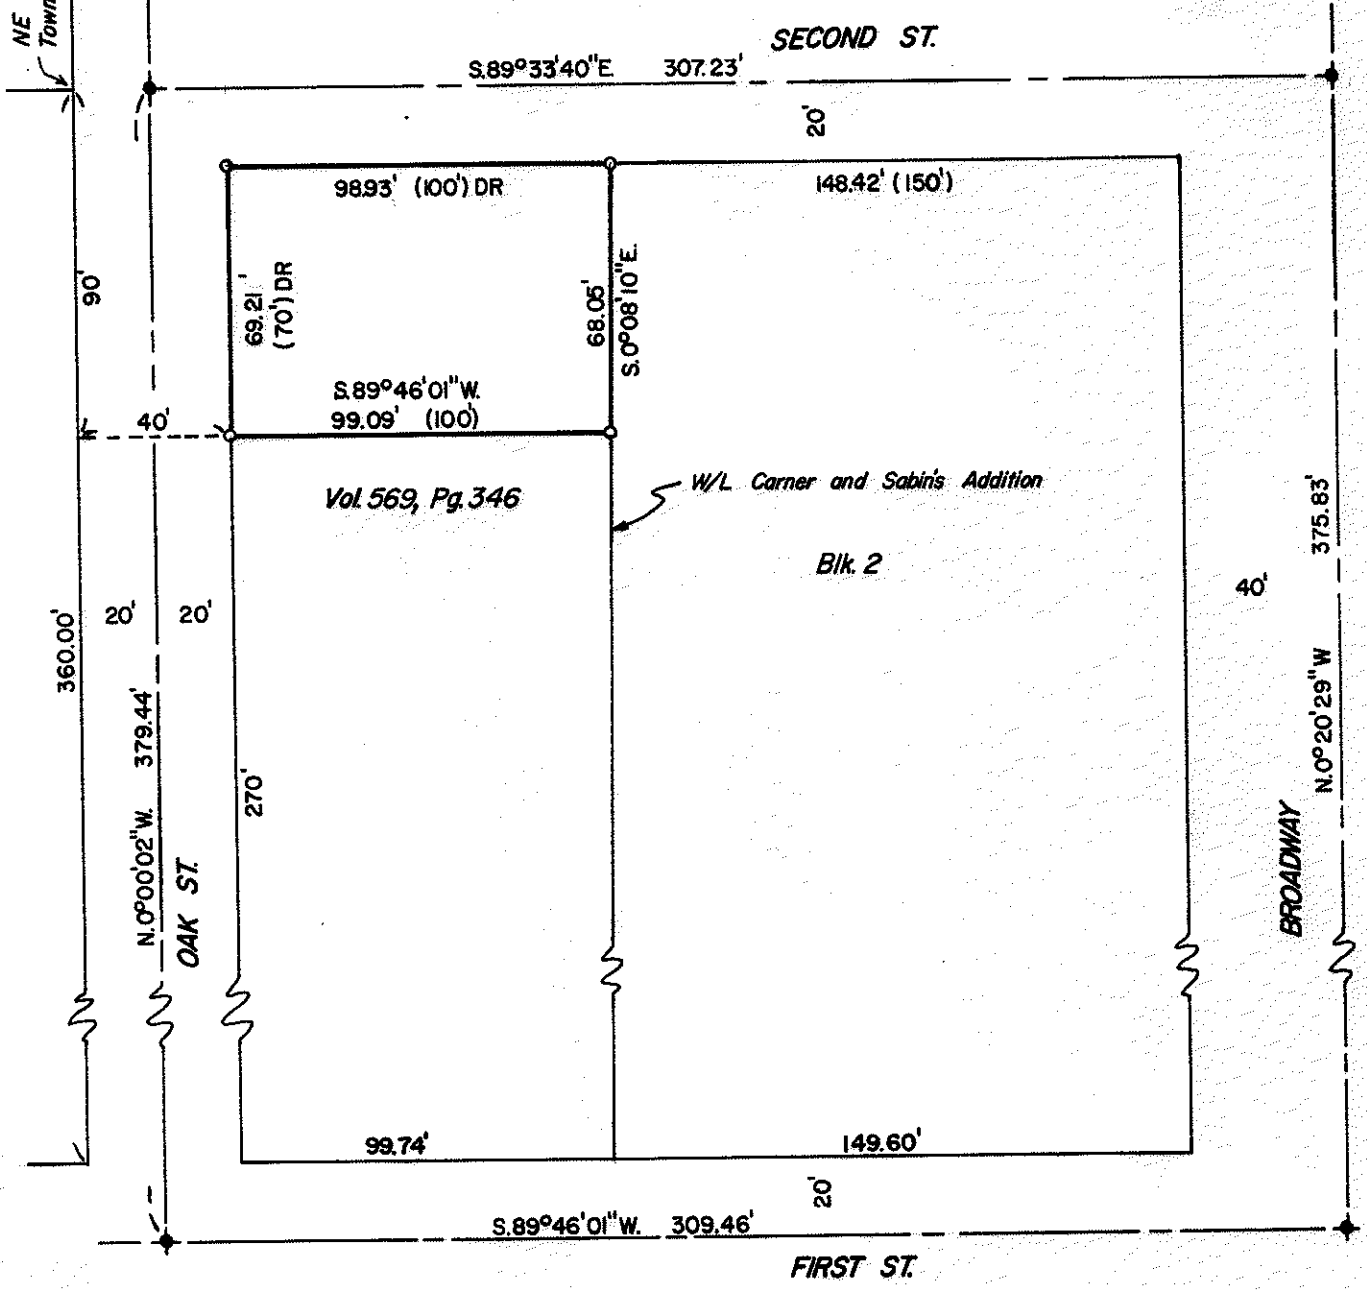 NE
Town
SECOND ST.
S.89°33'40"E. 307.23'
20'
98.93' (100') DR
148.42' (150')
90'
69.21'
(70') DR
68.05'
S.0°08'10"E.
S.89°46'01"W.
99.09' (100')
40'
Vol. 569, Pg. 346
W/L Carner and Sabin's Addition
Blk. 2
375.83'
40'
20'
20'
360.00'
N.0°20'29"W
N.0°00'02"W. 379.44'
270'
OAK ST.
BROADWAY
99.74'
149.60'
20'
S.89°46'01"W. 309.46'
FIRST ST.